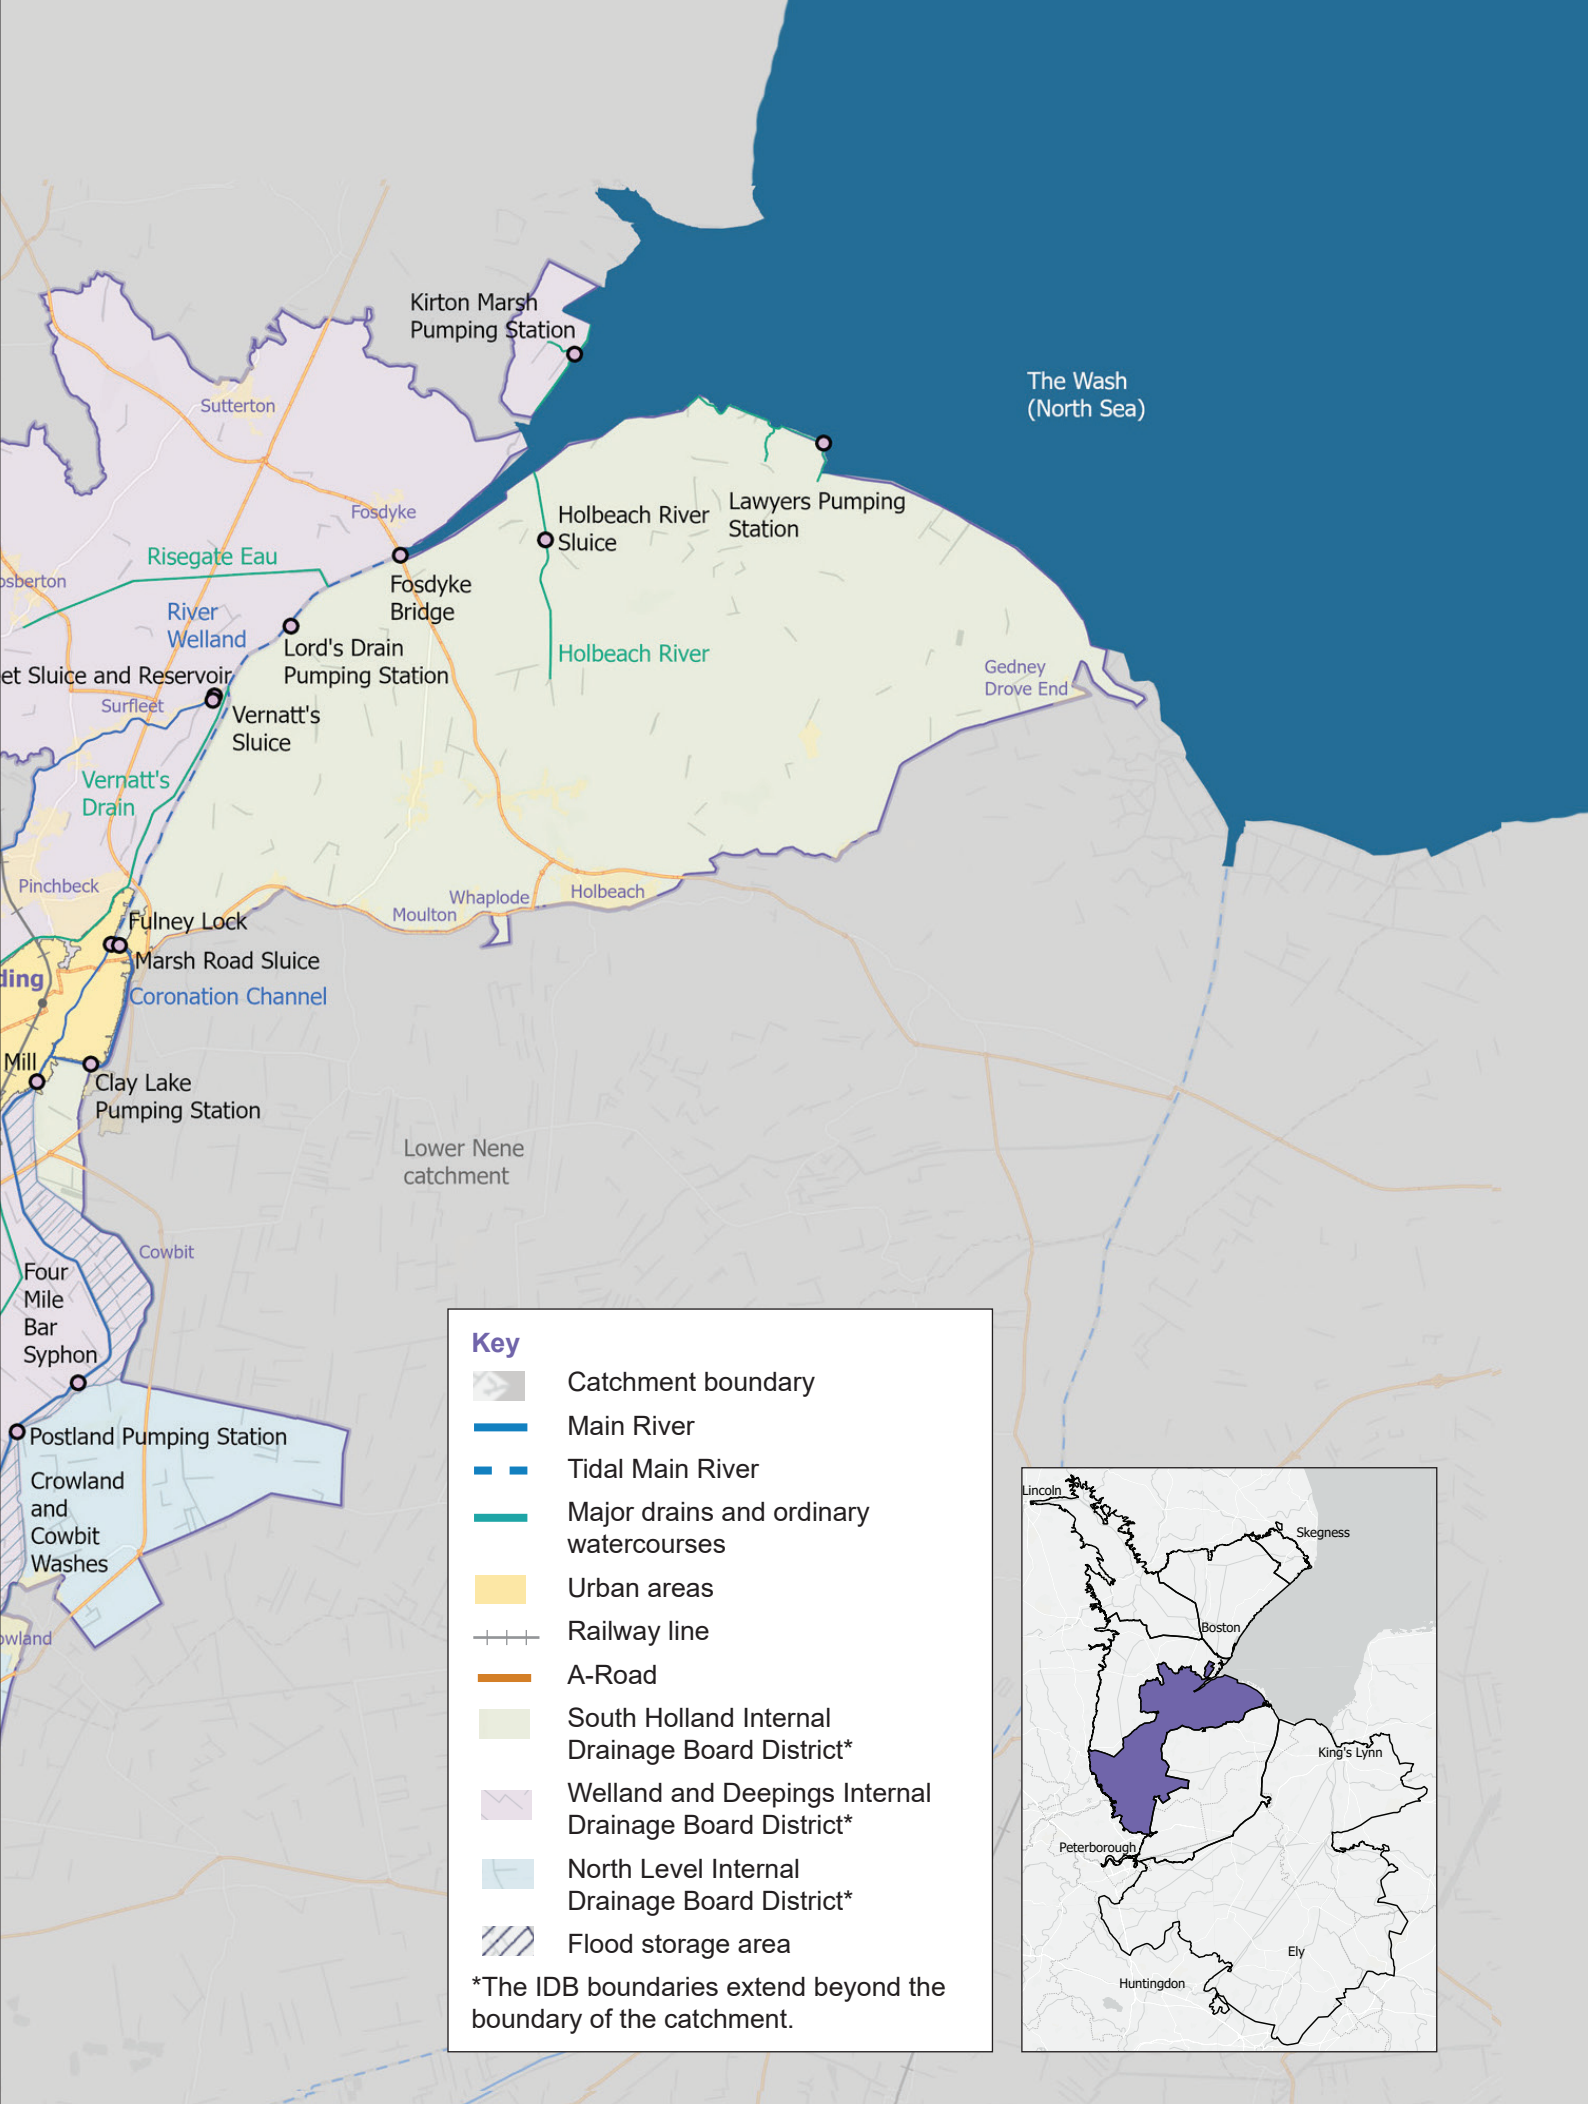 Kirton Marsh
Pumping Station
The Wash
(North Sea)
Sutterton
Lawyers Pumping
Station
Fosdyke
Holbeach River
Sluice
Risegate Eau
osberton
Fosdyke
Bridge
River
Welland
Lord's Drain
Pumping Station
Holbeach River
Gedney
Drove End
et Sluice and Reservoir
Surfleet
Vernatt's
Sluice
Vernatt's
Drain
Pinchbeck
Whaplode
Holbeach
Moulton
Fulney Lock
Marsh Road Sluice
ding
Coronation Channel
Mill
Clay Lake
Pumping Station
Lower Nene
catchment
Cowbit
Four
Mile
Bar
Syphon
Postland Pumping Station
Crowland
and
Cowbit
Washes
owland
Key
Catchment boundary
Main River
Tidal Main River
Major drains and ordinary
watercourses
Urban areas
Railway line
A-Road
South Holland Internal
Drainage Board District*
Welland and Deepings Internal
Drainage Board District*
North Level Internal
Drainage Board District*
Flood storage area
*The IDB boundaries extend beyond the
boundary of the catchment.
Lincoln
Skegness
Boston
King's Lynn
Peterborough
Ely
Huntingdon